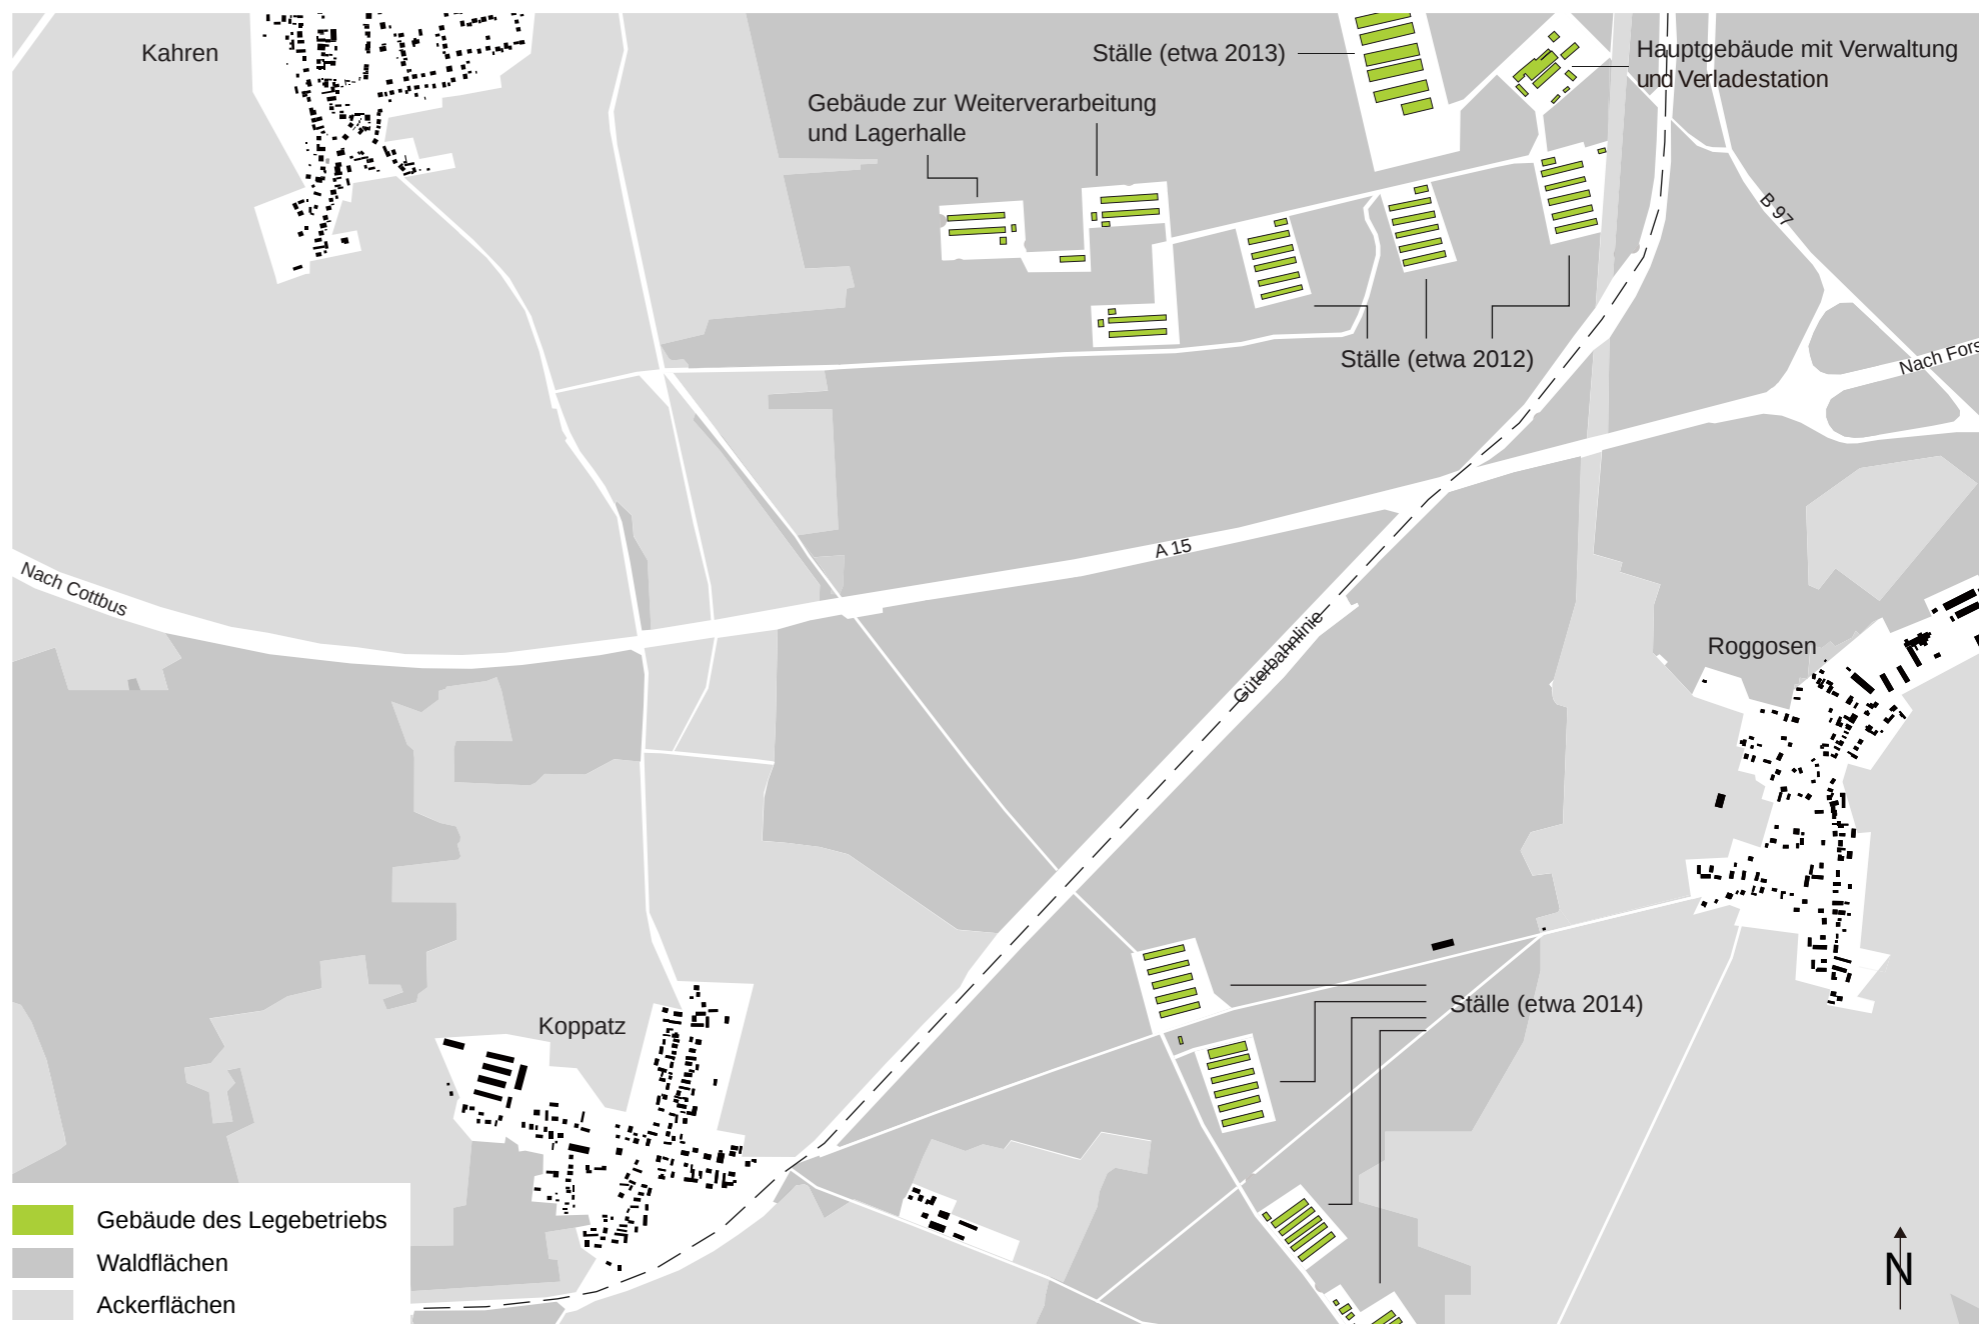 Kahren
Ställe (etwa 2013)
Hauptgebäude mit Verwaltung
und Verladestation
Gebäude zur Weiterverarbeitung
und Lagerhalle
B 97
Ställe (etwa 2012)
Nach Fors
A 15
Nach Cottbus
Güterbahnlinie
Roggosen
Ställe (etwa 2014)
Koppatz
Gebäude des Legebetriebs
Waldflächen
Ackerflächen
N